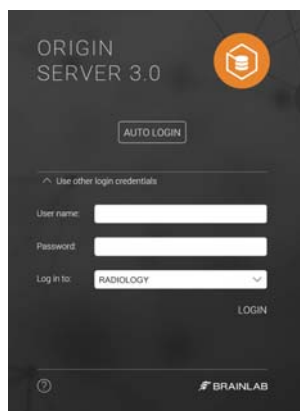 ORIGIN
SERVER 3.0
AUTO LOGIN
Use other login credentials
User name:
Password:
Log in to:
RADIOLOGY
LOGIN
?
BRAINLAB